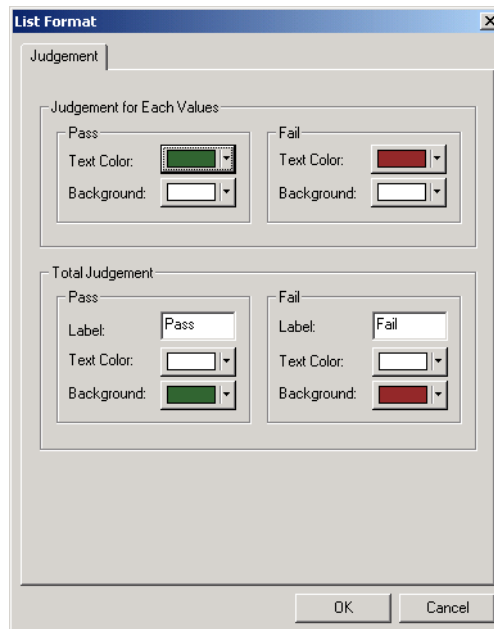 List Format
Judgement
Judgement for Each Values
Pass
Text Color:
Background:
Fail
Text Color:
Background:
Total Judgement
Pass
Label: Pass
Text Color:
Background:
Fail
Label: Fail
Text Color:
Background:
OK Cancel